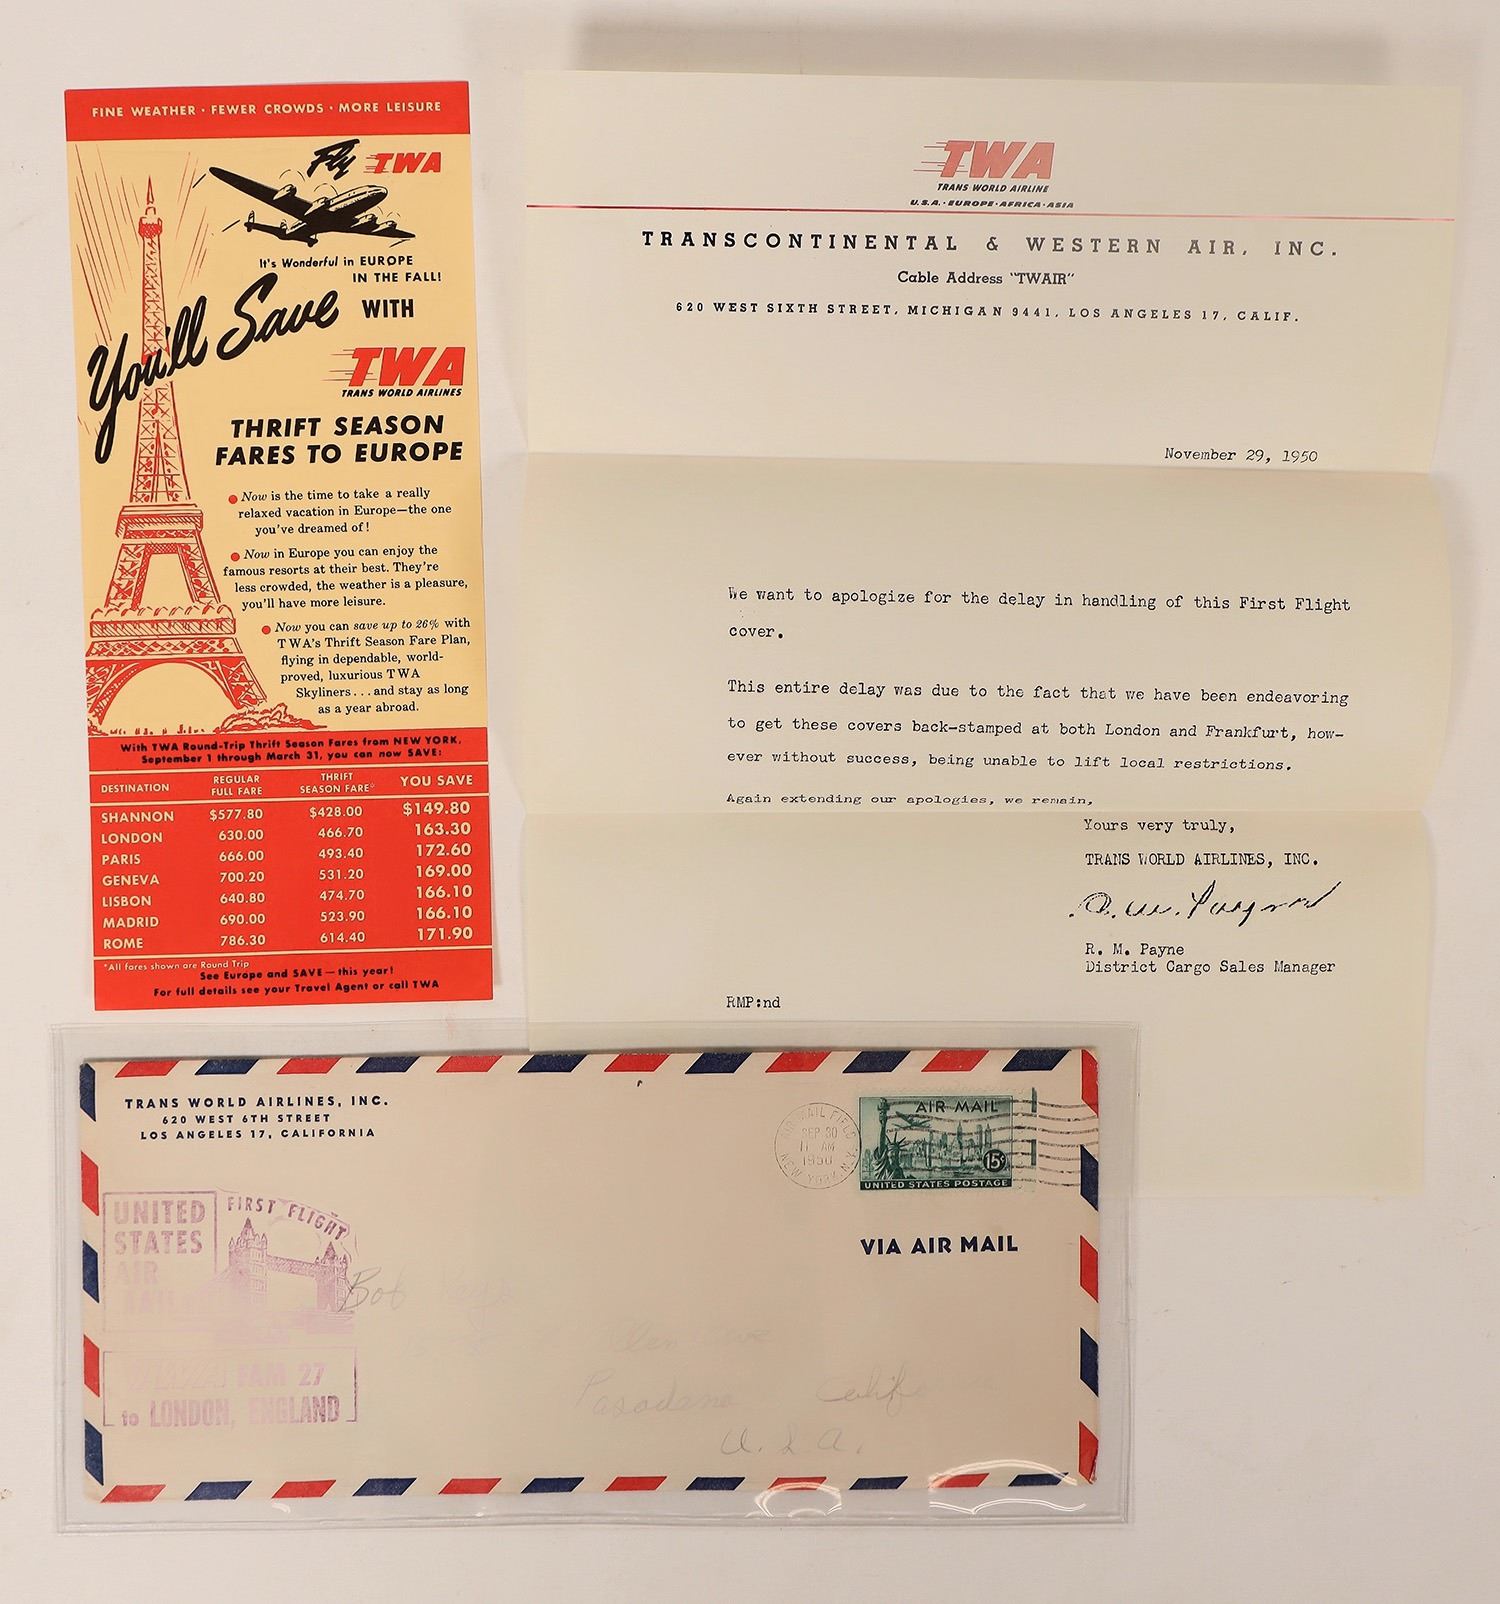 FINE WEATHER · FEWER CROWDS · MORE LEISURE
Fly TWA
It's Wonderful in EUROPE
IN THE FALL!
You'll Save WITH
TWA
TRANS WORLD AIRLINES
THRIFT SEASON
FARES TO EUROPE
● Now is the time to take a really
relaxed vacation in Europe—the one
you've dreamed of!
● Now in Europe you can enjoy the
famous resorts at their best. They're
less crowded, the weather is a pleasure,
you'll have more leisure.
● Now you can save up to 26% with
TWA's Thrift Season Fare Plan,
flying in dependable, world-
proved, luxurious TWA
Skyliners...and stay as long
as a year abroad.
With TWA Round-Trip Thrift Season Fares from NEW YORK,
September 1 through March 31, you can now SAVE:
DESTINATION REGULAR FULL FARE THRIFT SEASON FARE* YOU SAVE
SHANNON $577.80 $428.00 $149.80
LONDON 630.00 466.70 163.30
PARIS 666.00 493.40 172.60
GENEVA 700.20 531.20 169.00
LISBON 640.80 474.70 166.10
MADRID 690.00 523.90 166.10
ROME 786.30 614.40 171.90
*All fares shown are Round Trip
See Europe and SAVE — this year!
For full details see your Travel Agent or call TWA
TWA
TRANS WORLD AIRLINE
U.S.A. · EUROPE · AFRICA · ASIA
TRANSCONTINENTAL & WESTERN AIR, INC.
Cable Address "TWAIR"
620 WEST SIXTH STREET, MICHIGAN 9441, LOS ANGELES 17, CALIF.
November 29, 1950
We want to apologize for the delay in handling of this First Flight
cover.
This entire delay was due to the fact that we have been endeavoring
to get these covers back-stamped at both London and Frankfurt, how-
ever without success, being unable to lift local restrictions.
Again extending our apologies, we remain,
Yours very truly,
TRANS WORLD AIRLINES, INC.
R. M. Payne
District Cargo Sales Manager
RMP:nd
TRANS WORLD AIRLINES, INC.
620 WEST 6TH STREET
LOS ANGELES 17, CALIFORNIA
AIR MAIL FIELD
SEP 30
11 AM
1950
NEW YORK, N.Y.
AIR MAIL
15¢
UNITED STATES POSTAGE
VIA AIR MAIL
UNITED
STATES
AIR
MAIL
FIRST FLIGHT
TWA FAM 27
to LONDON, ENGLAND
Bob
Pasadena Calif
U.S.A.